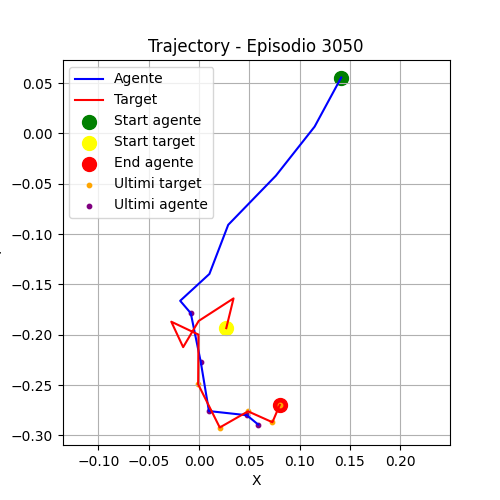 Trajectory - Episodio 3050
Agente
Target
Start agente
Start target
End agente
Ultimi target
Ultimi agente
0.05
0.00
−0.05
−0.10
−0.15
−0.20
−0.25
−0.30
−0.10
−0.05
0.00
0.05
0.10
0.15
0.20
X